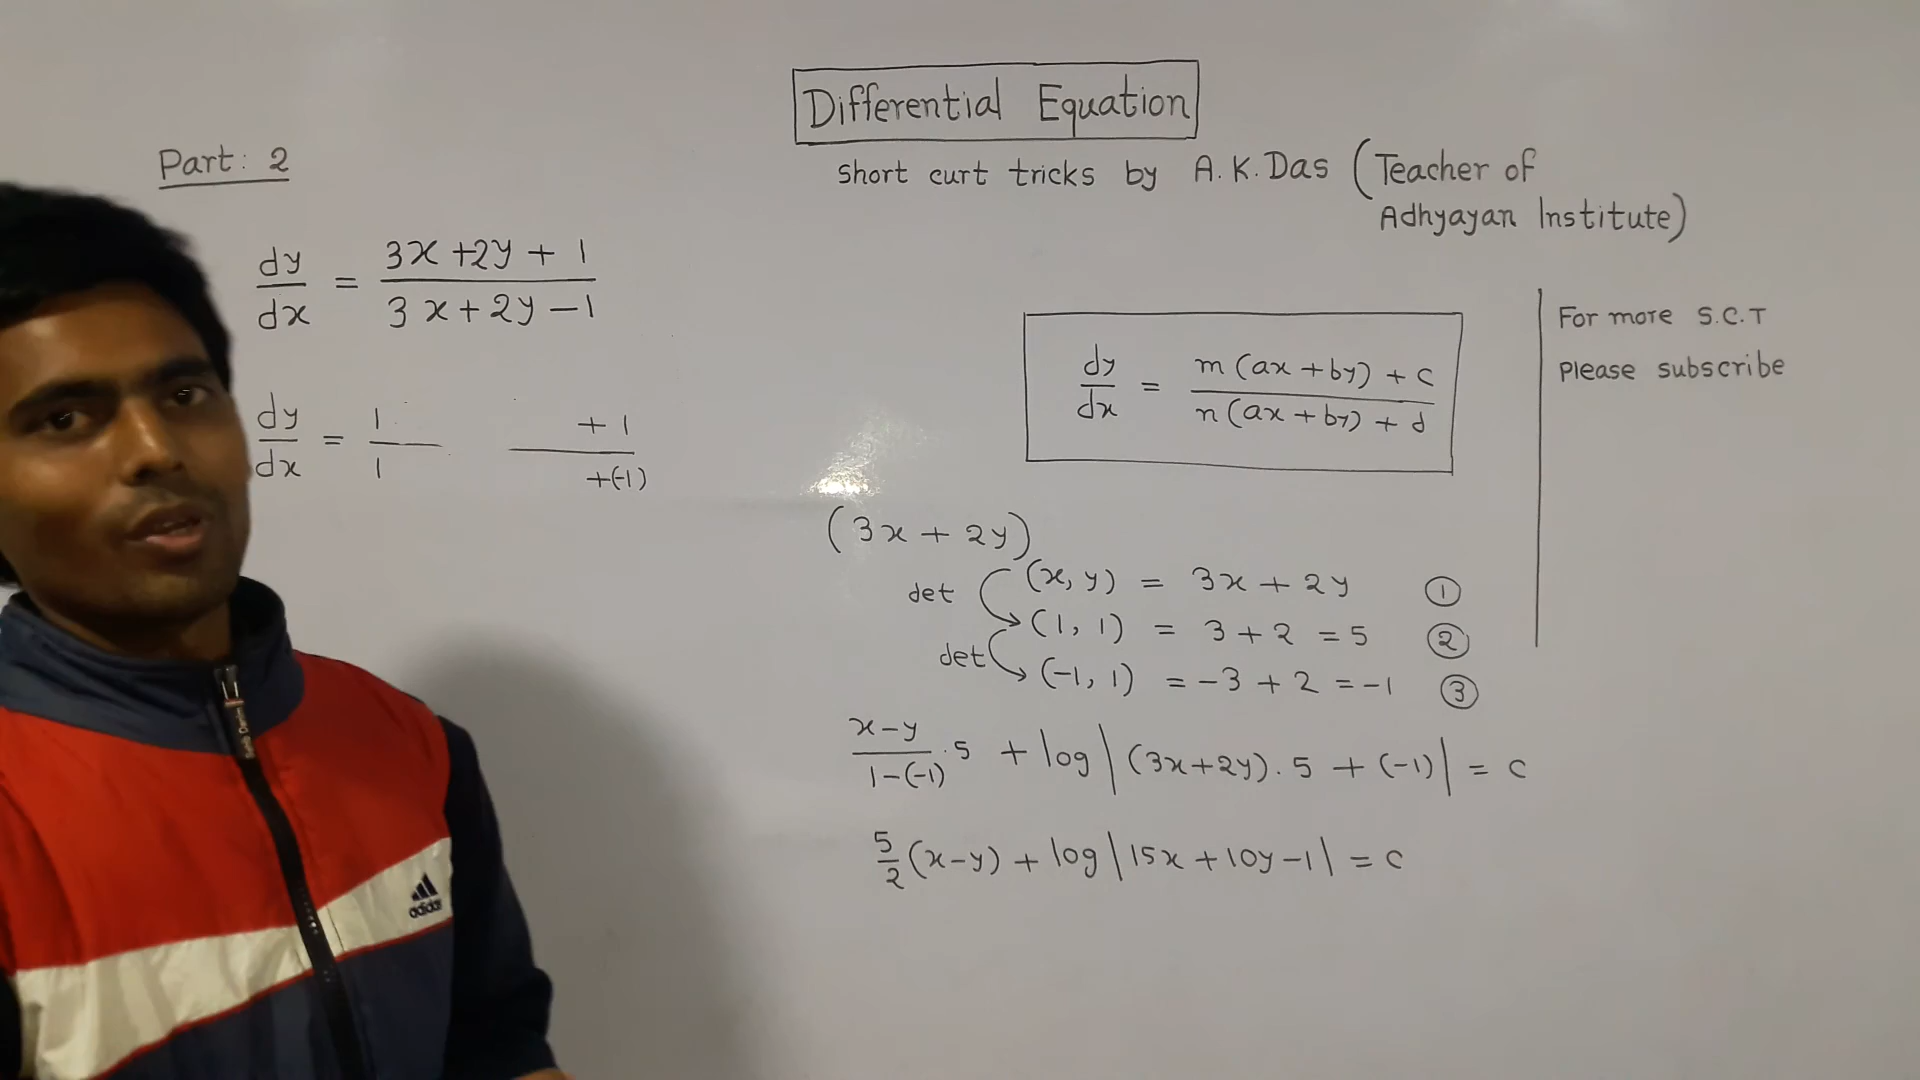 Differential Equation
short curt tricks by A.K.Das (Teacher of
Adhyayan Institute)
Part: 2
dy/dx = (3x+2y+1)/(3x+2y-1)
dy/dx = 1/1 +1/+(-1)
dy/dx = (m(ax+by)+c)/(n(ax+by)+d)
For more S.C.T
please subscribe
(3x+2y)
det (x,y) = 3x+2y ①
(1,1) = 3+2 =5 ②
det (-1,1) =-3+2=-1 ③
(x-y)/(1-(-1)) .5 + log|(3x+2y).5+(-1)| = c
5/2(x-y)+log|15x+10y-1| = c
adidas